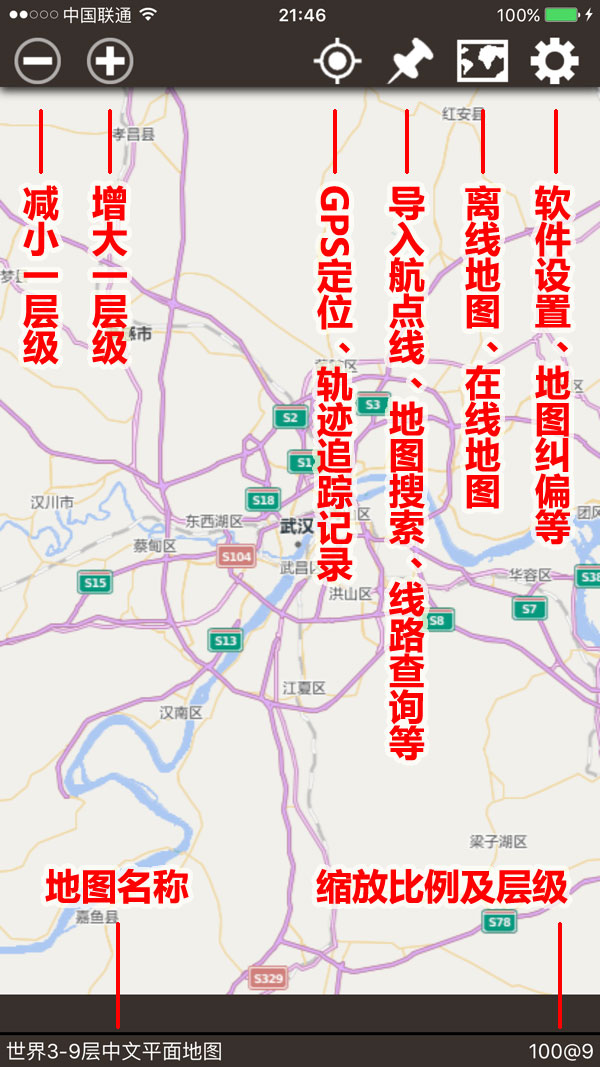 中国联通
21:46
100%
减小一层级
增大一层级
GPS定位、轨迹追踪记录
导入航点线、地图搜索、线路查询等
离线地图、在线地图
软件设置、地图纠偏等
孝昌县
红安县
S2
S3
S18
汉川市
东西湖区
武汉
蔡甸区
S104
武昌区
S15
洪山区
华容区
S38
S7
S8
S13
江夏区
汉南区
梁子湖区
地图名称
缩放比例及层级
嘉鱼县
S78
S329
世界3-9层中文平面地图
100@9